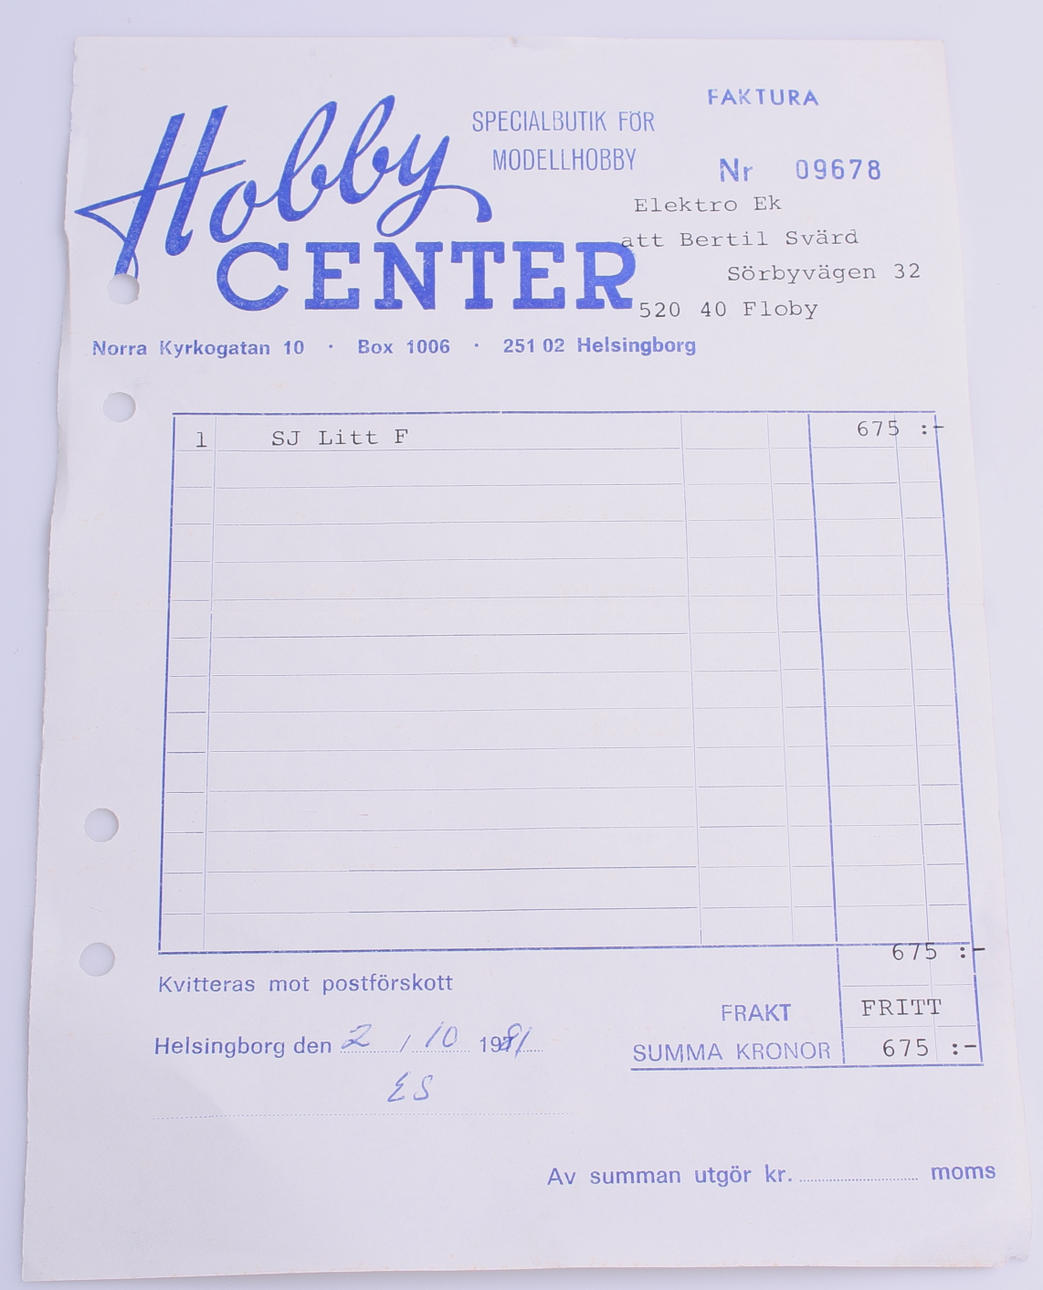 Hobby
CENTER
SPECIALBUTIK FÖR
MODELLHOBBY
FAKTURA
Nr 09678
Elektro Ek
att Bertil Svärd
Sörbyvägen 32
520 40 Floby
Norra Kyrkogatan 10 · Box 1006 · 251 02 Helsingborg
1 SJ Litt F 675 :-
675 :-
Kvitteras mot postförskott
FRAKT FRITT
Helsingborg den 2 / 10 1981
SUMMA KRONOR 675 :-
ES
Av summan utgör kr. moms